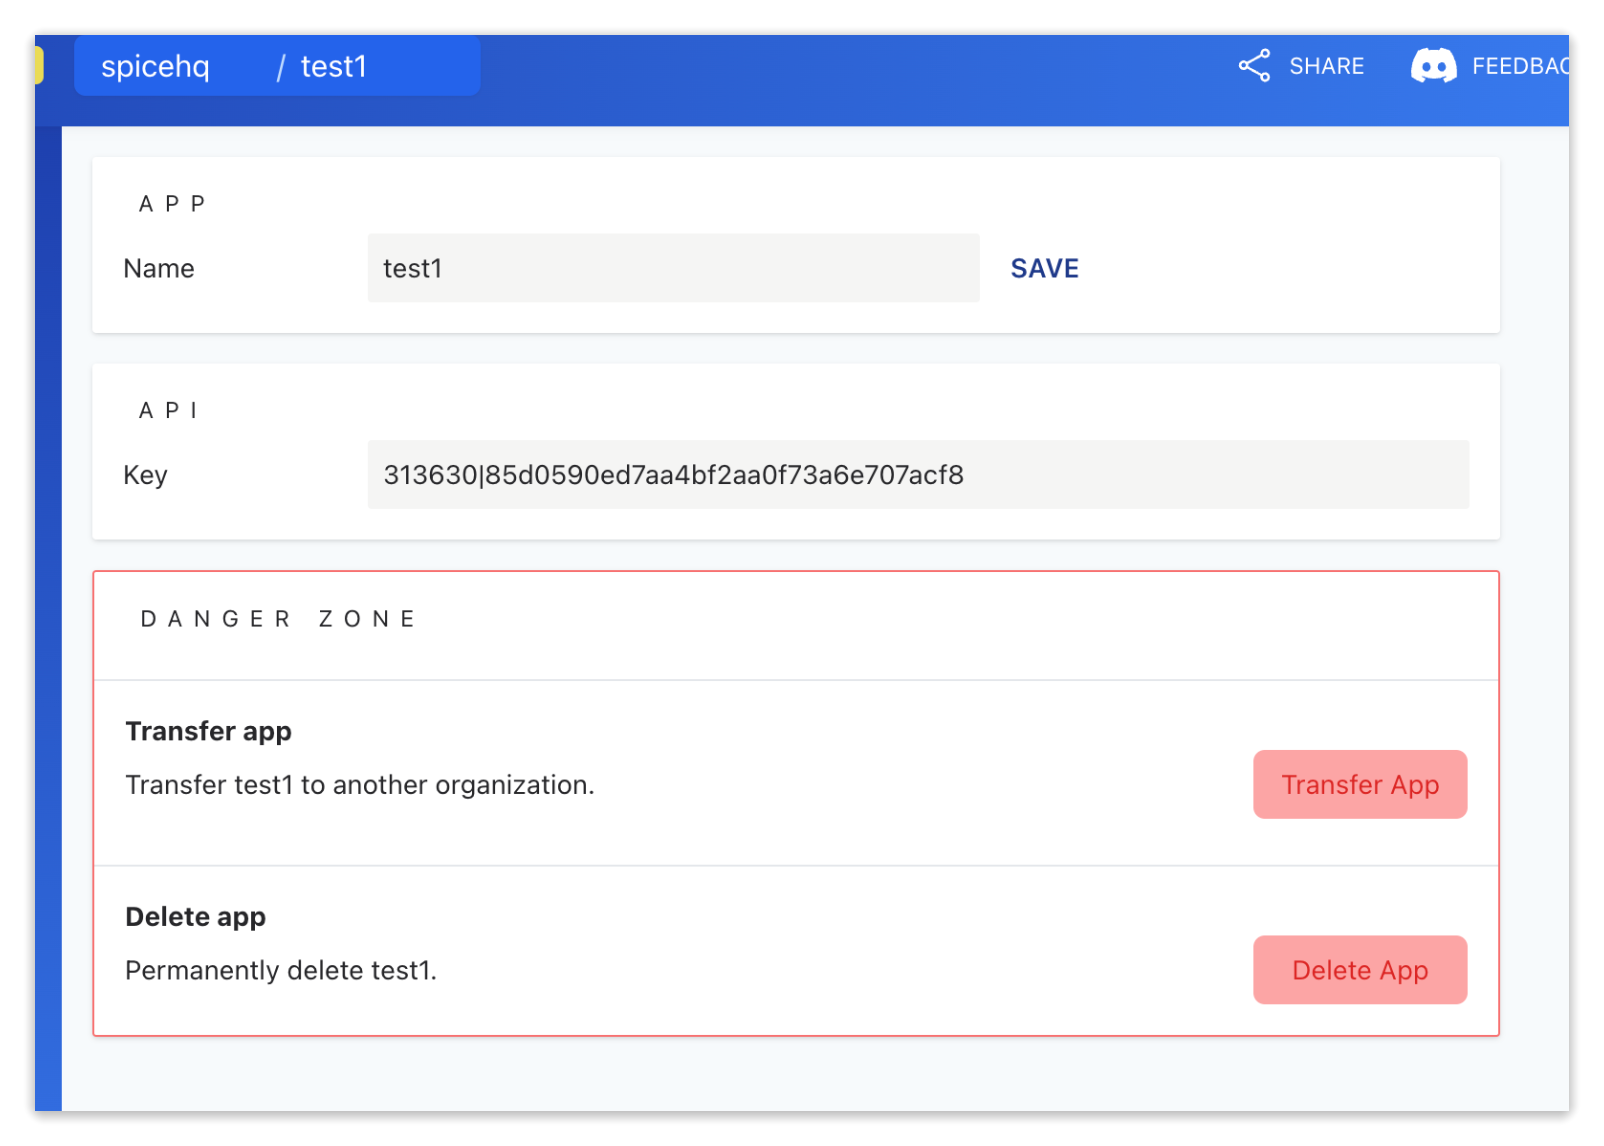 spicehq / test1
SHARE
FEEDBAC
APP
Name
test1
SAVE
API
Key
313630|85d0590ed7aa4bf2aa0f73a6e707acf8
DANGER ZONE
Transfer app
Transfer test1 to another organization.
Transfer App
Delete app
Permanently delete test1.
Delete App